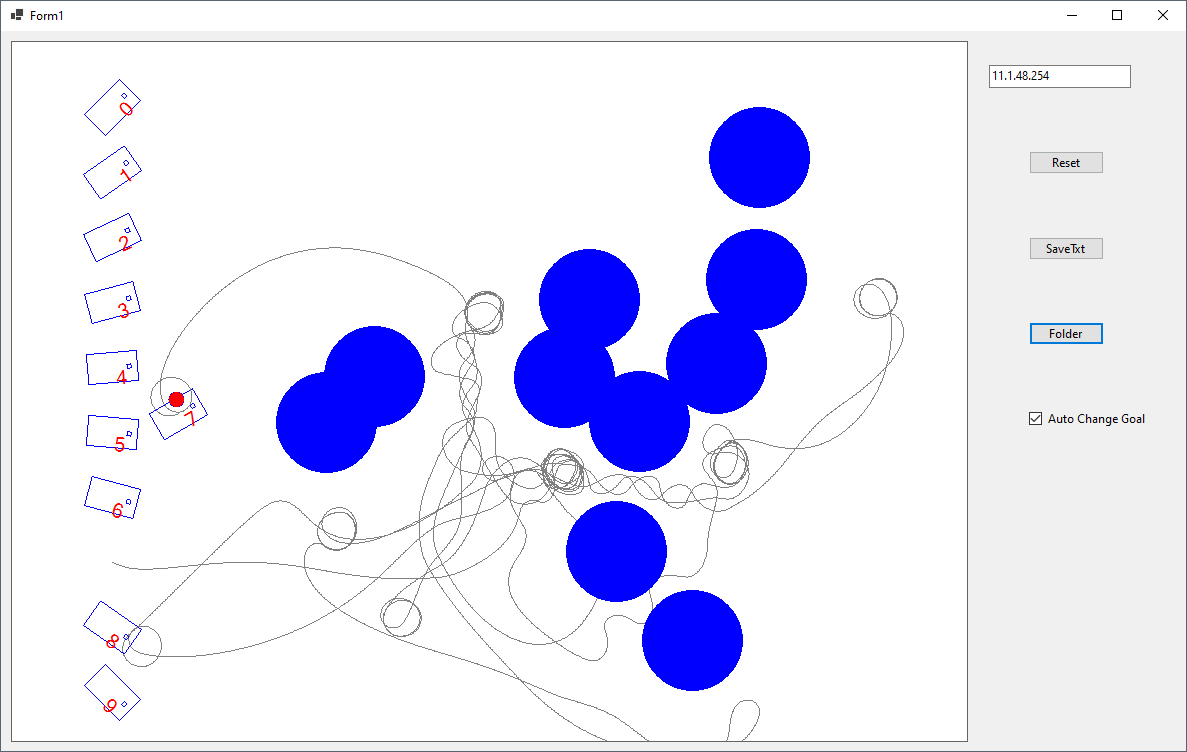 Form1
11.1.48.254
Reset
SaveTxt
Folder
Auto Change Goal
0
1
2
3
4
5
7
6
8
9